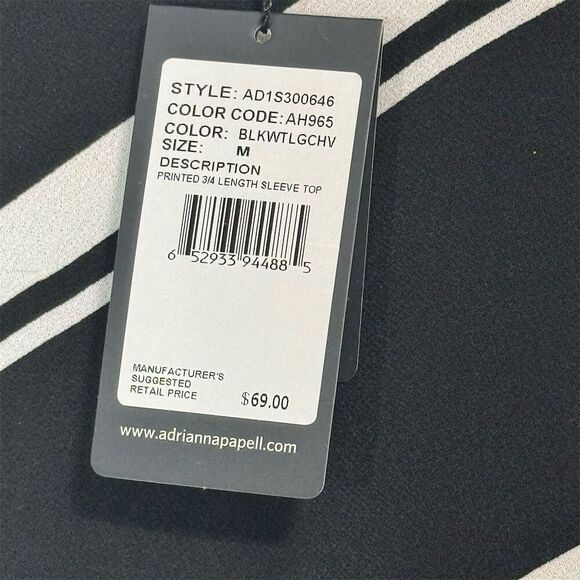 STYLE: AD1S300646
COLOR CODE: AH965
COLOR: BLKWTLGCHV
SIZE: M
DESCRIPTION
PRINTED 3/4 LENGTH SLEEVE TOP
6 52933 94488 5
MANUFACTURER'S
SUGGESTED
RETAIL PRICE $69.00
www.adriannapapell.com